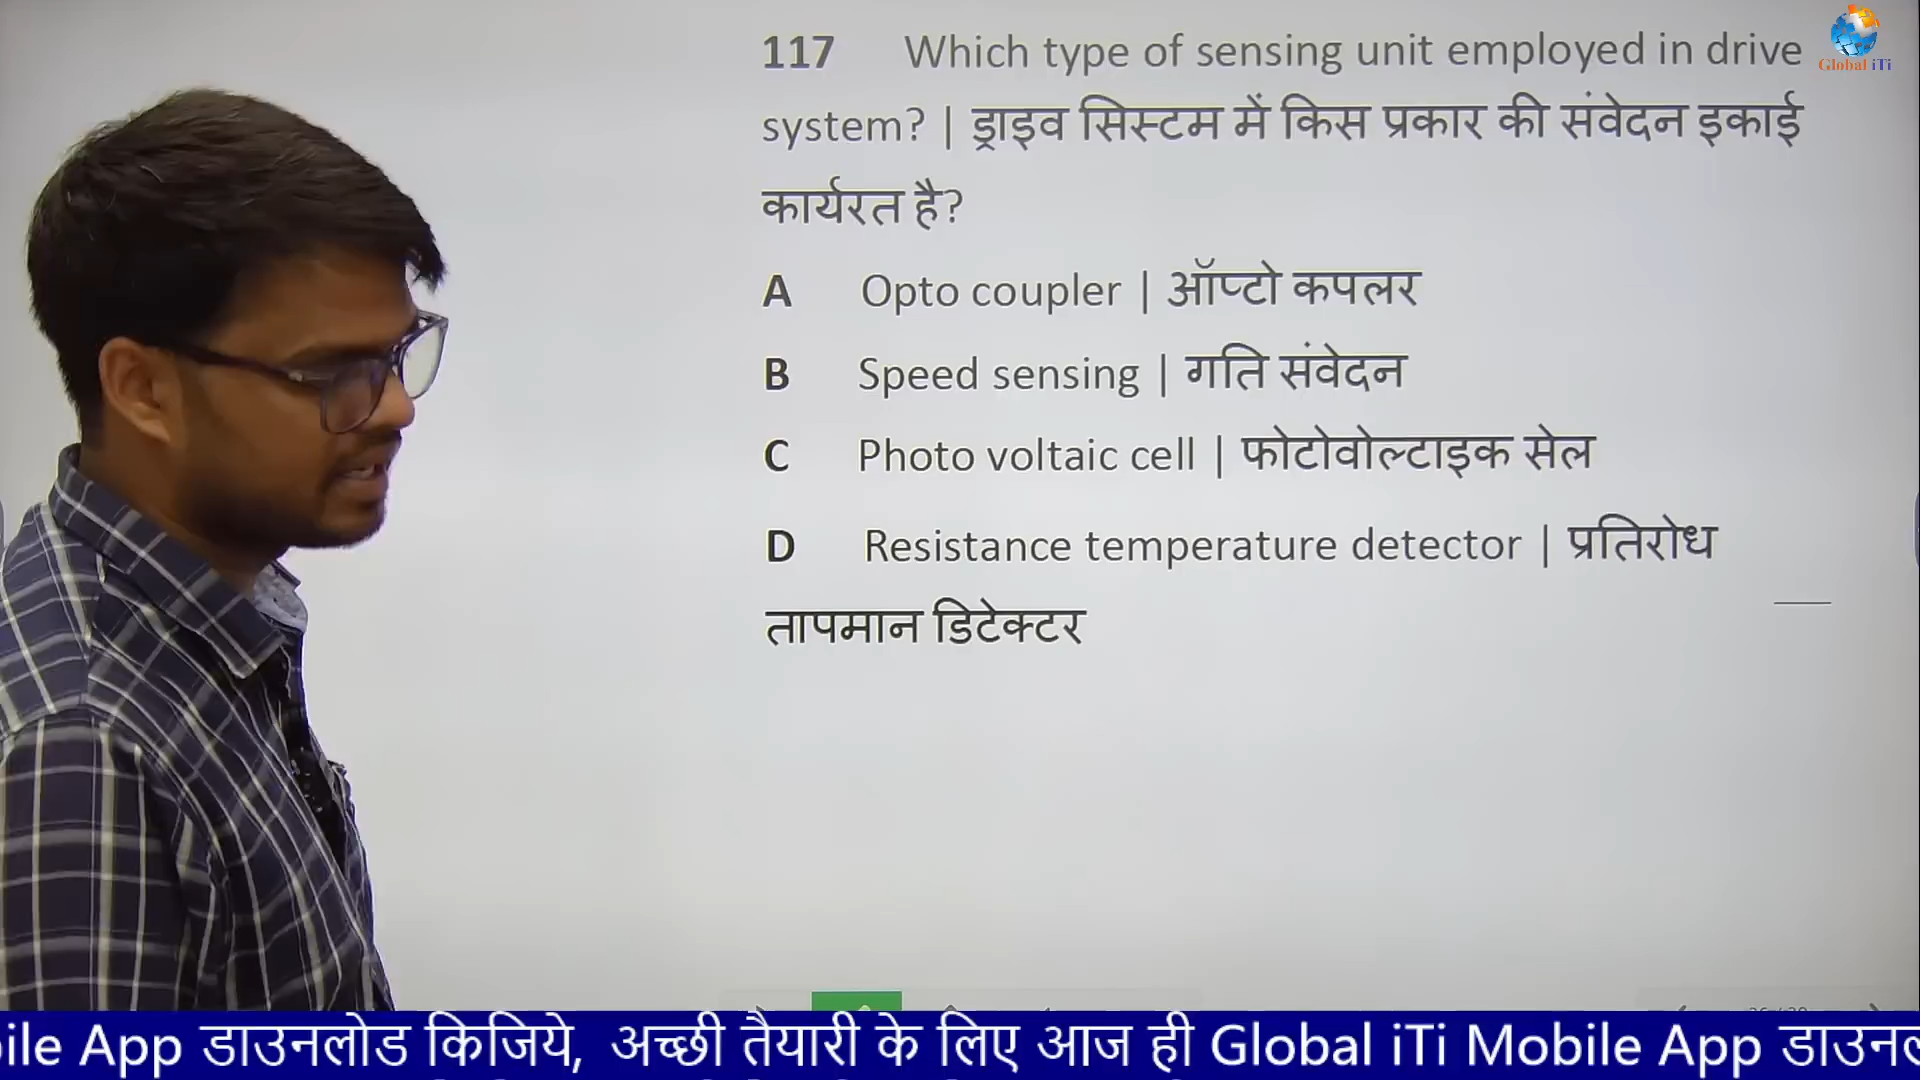 117 Which type of sensing unit employed in drive
Global iTi
system? | ड्राइव सिस्टम में किस प्रकार की संवेदन इकाई
कार्यरत है?
A Opto coupler | ऑप्टो कपलर
B Speed sensing | गति संवेदन
C Photo voltaic cell | फोटोवोल्टाइक सेल
D Resistance temperature detector | प्रतिरोध
तापमान डिटेक्टर
ile App डाउनलोड किजिये, अच्छी तैयारी के लिए आज ही Global iTi Mobile App